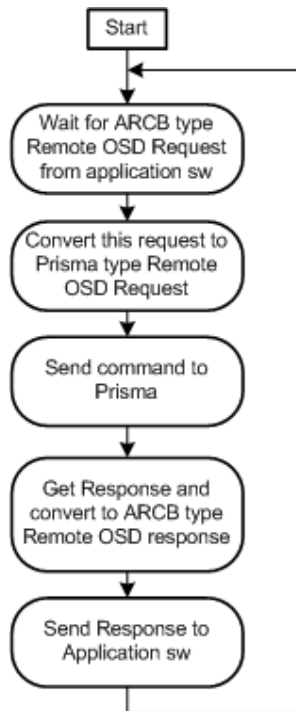 Start
Wait for ARCB type
Remote OSD Request
from application sw
Convert this request to
Prisma type Remote
OSD Request
Send command to
Prisma
Get Response and
convert to ARCB type
Remote OSD response
Send Response to
Application sw